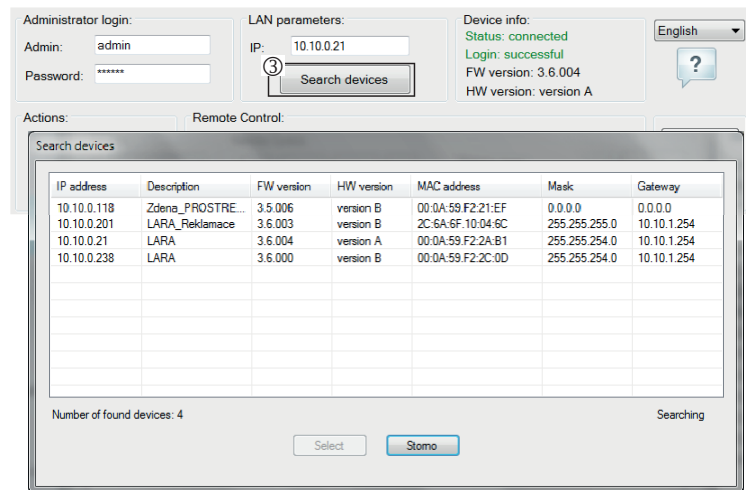 Administrator login:
LAN parameters:
Device info:
Admin: admin
IP: 10.10.0.21
Status: connected
Login: successful
English
Password: ******
③
Search devices
FW version: 3.6.004
HW version: version A
?
Actions:
Remote Control:
Search devices
IP address Description FW version HW version MAC address Mask Gateway
10.10.0.118 Zdena_PROSTRE... 3.5.006 version B 00:0A:59:F2:21:EF 0.0.0.0 0.0.0.0
10.10.0.201 LARA_Reklamace 3.6.003 version B 2C:6A:6F:10:04:6C 255.255.255.0 10.10.1.254
10.10.0.21 LARA 3.6.004 version A 00:0A:59:F2:2A:B1 255.255.254.0 10.10.1.254
10.10.0.238 LARA 3.6.000 version B 00:0A:59:F2:2C:0D 255.255.254.0 10.10.1.254
Number of found devices: 4
Searching
Select
Storno